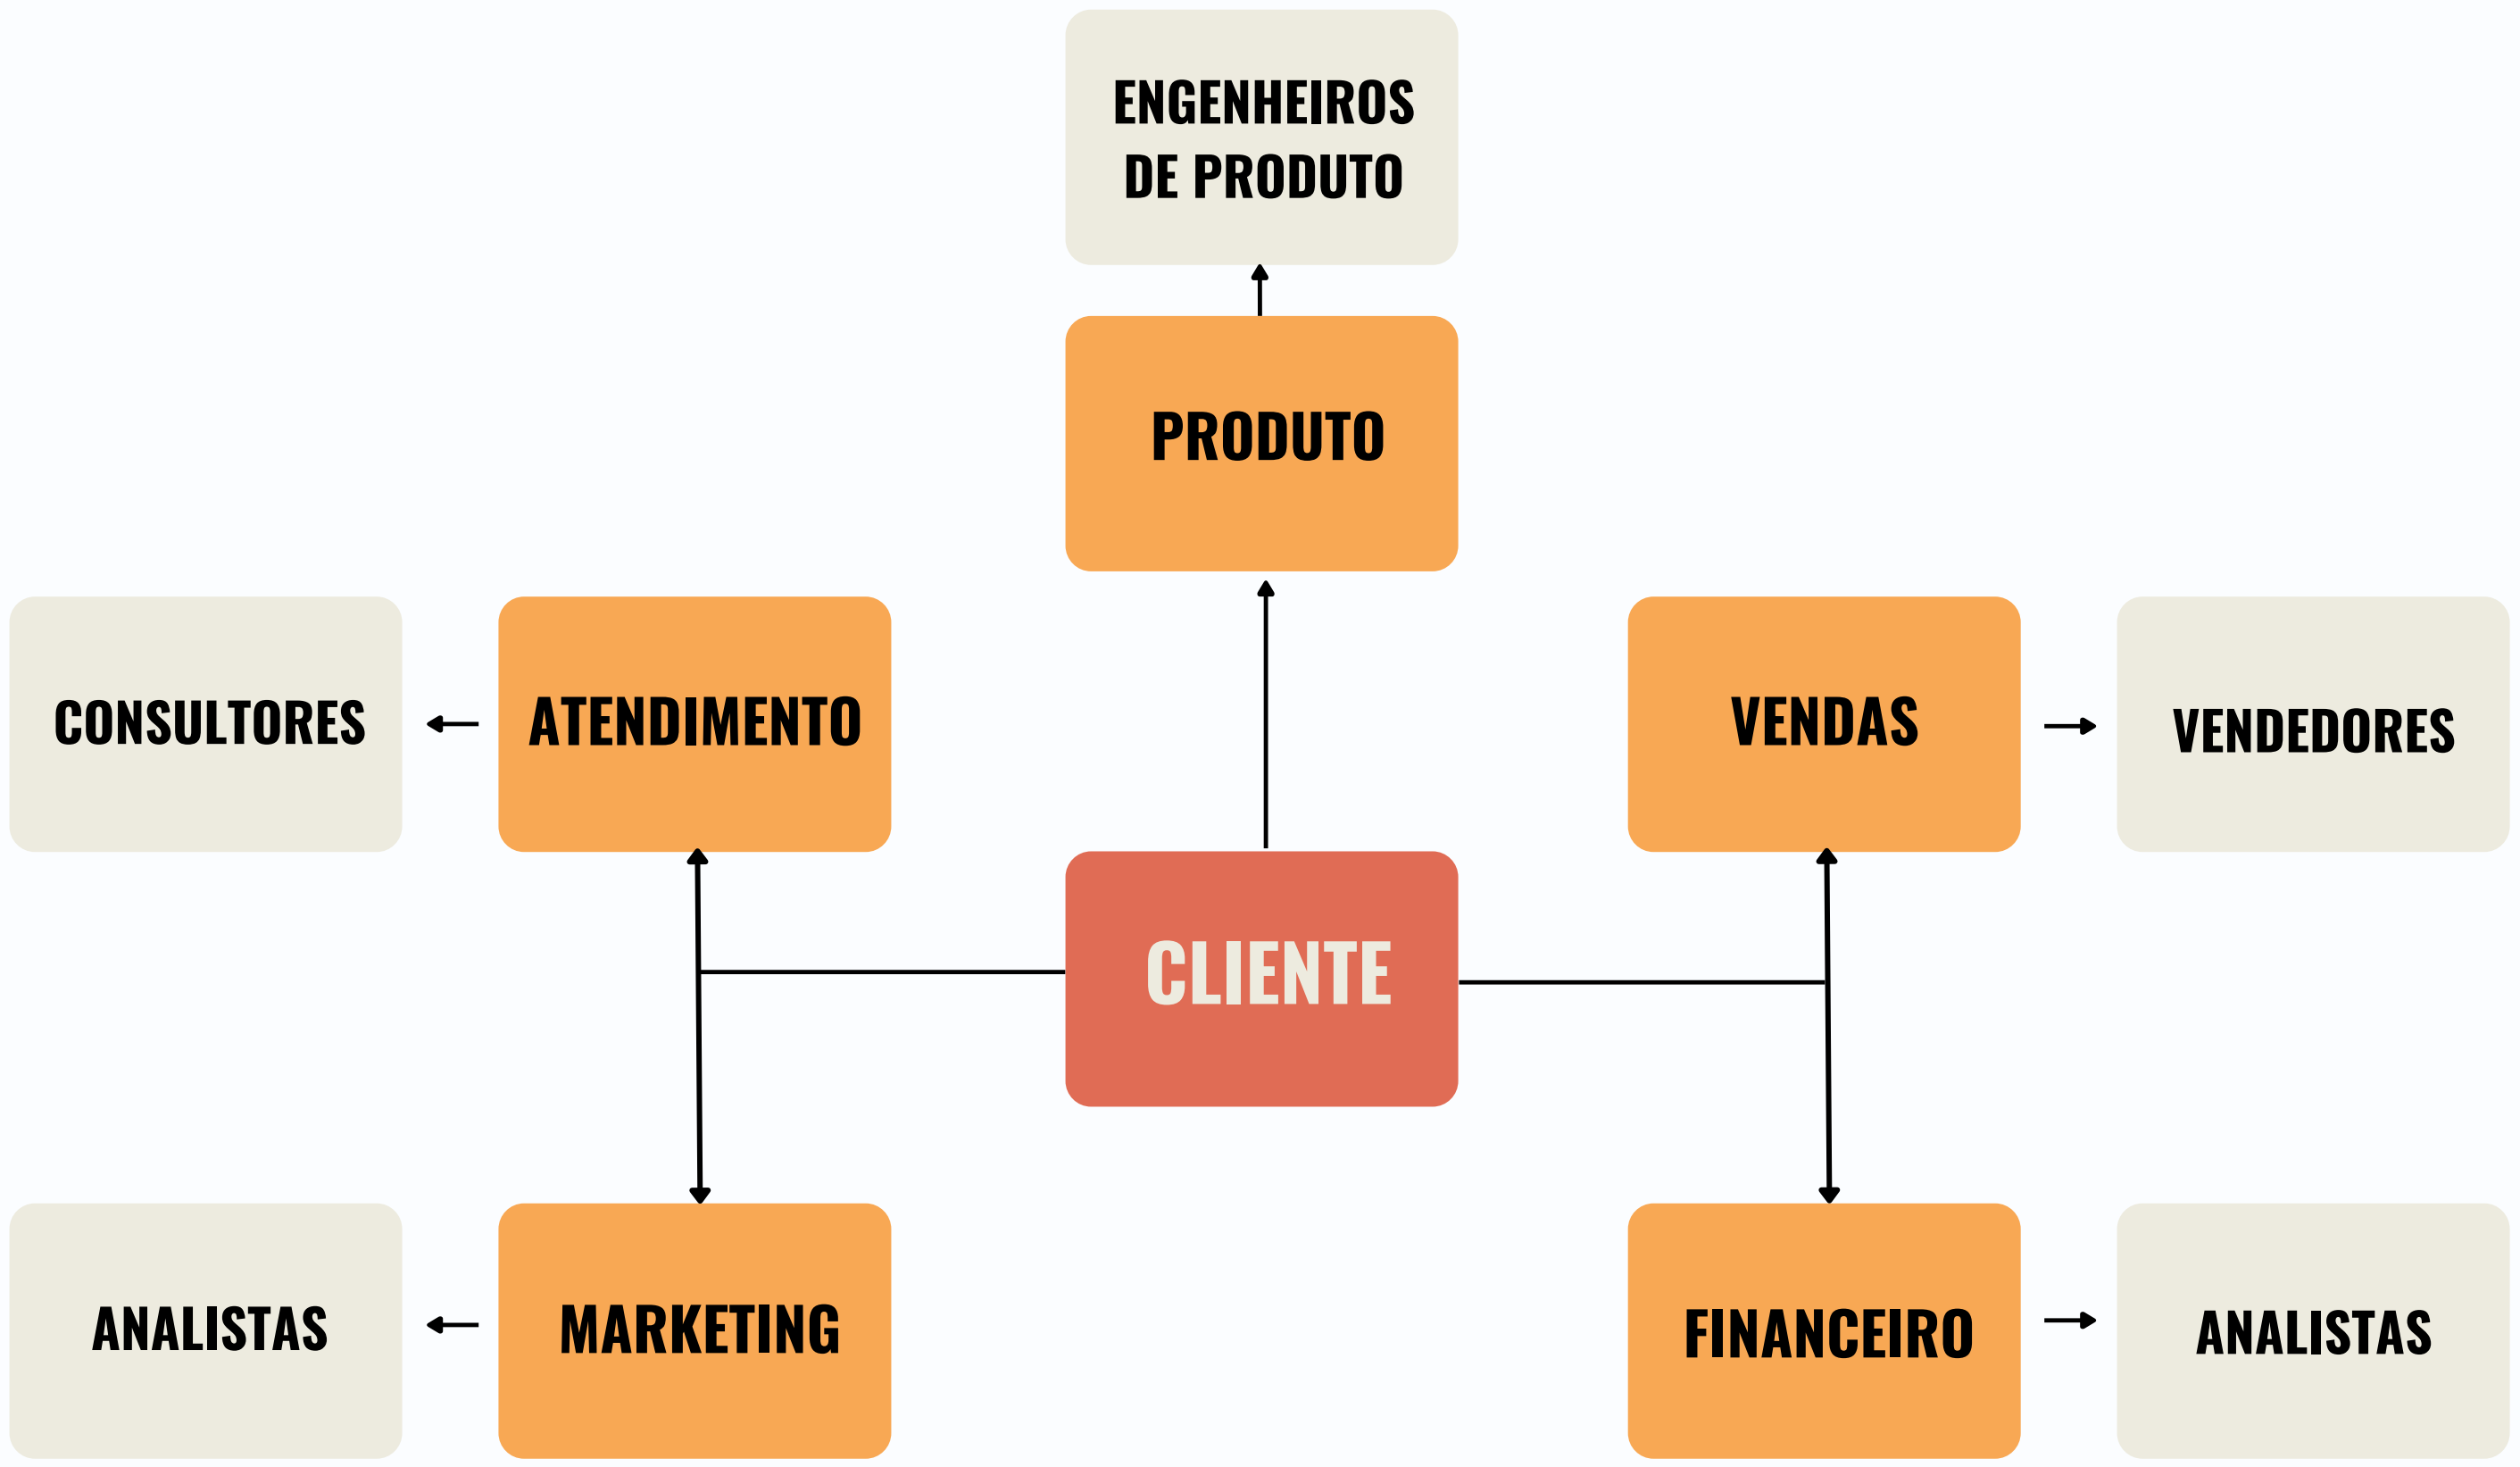 ENGENHEIROS
DE PRODUTO
PRODUTO
CONSULTORES
ATENDIMENTO
VENDAS
VENDEDORES
CLIENTE
ANALISTAS
MARKETING
FINANCEIRO
ANALISTAS